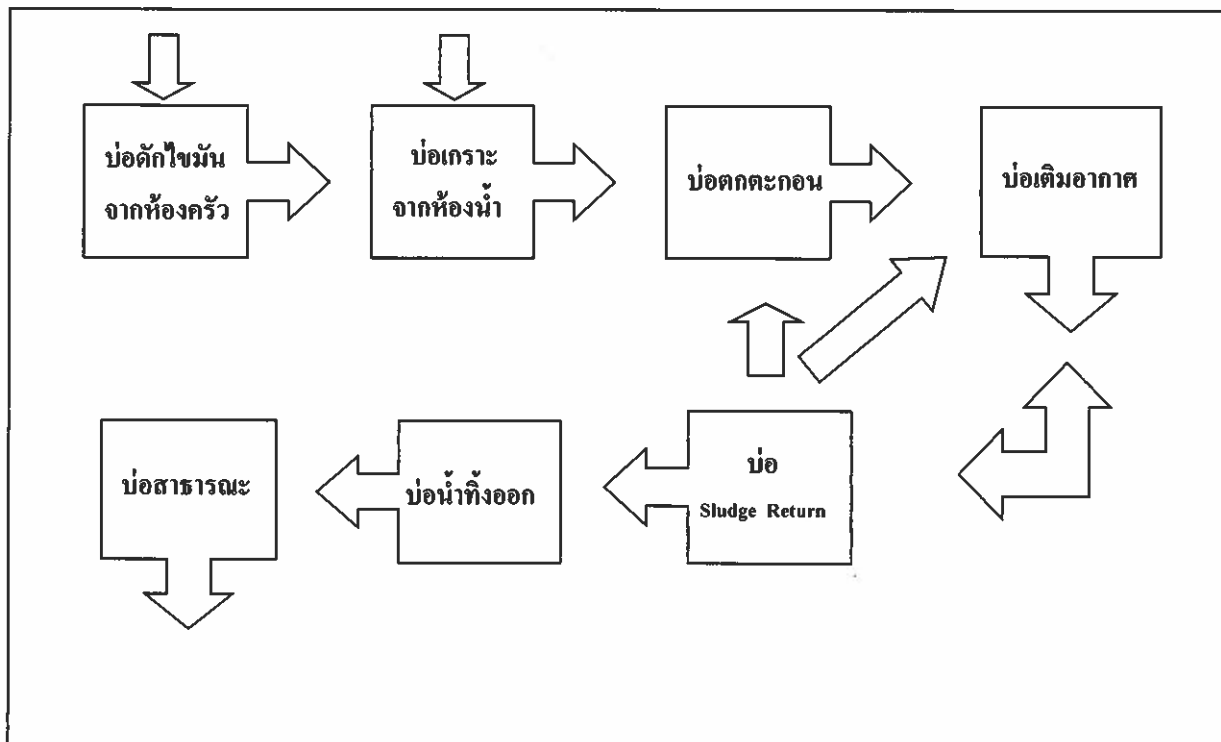 บ่อดักไขมัน
จากห้องครัว
บ่อเกราะ
จากห้องน้ำ
บ่อตกตะกอน
บ่อเติมอากาศ
บ่อสาธารณะ
บ่อน้ำทิ้งออก
บ่อ
Sludge Return